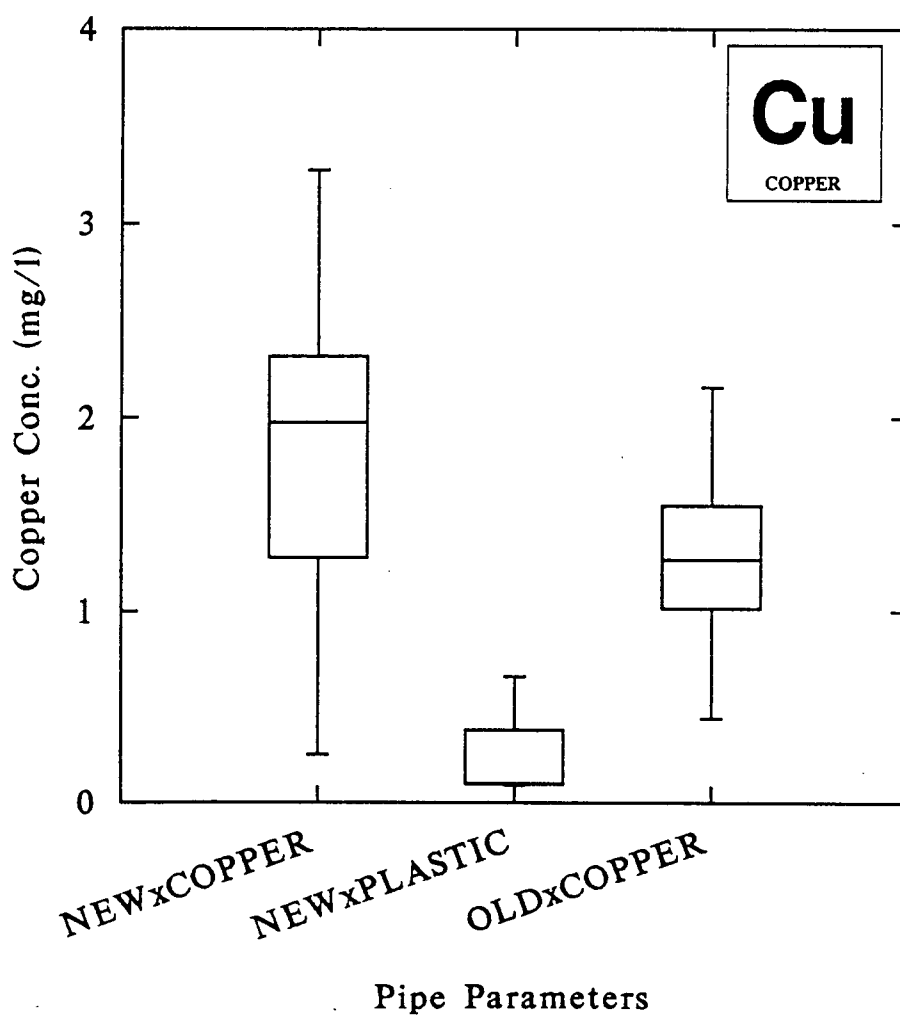 4
Cu
COPPER
3
2
1
0
Copper Conc. (mg/l)
NEWxCOPPER
NEWxPLASTIC
OLDxCOPPER
Pipe Parameters